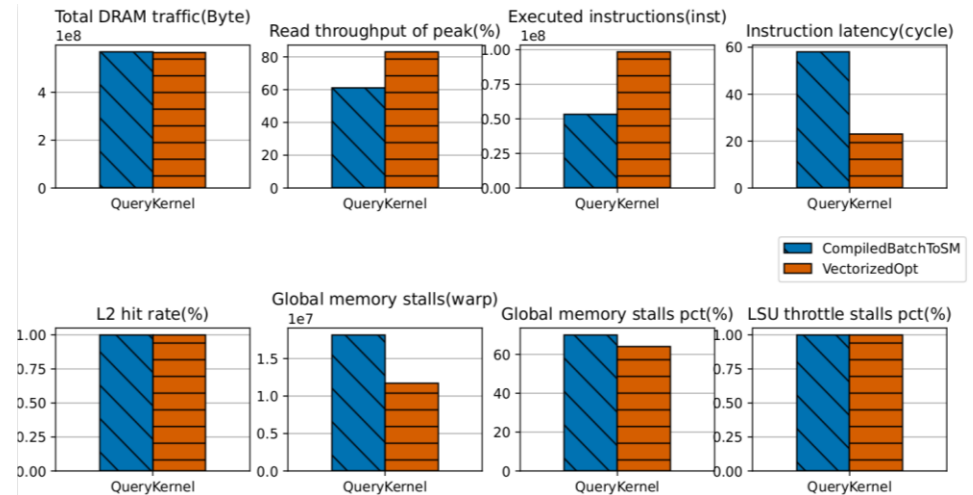 Total DRAM traffic(Byte)
1e8
4
2
0
QueryKernel
Read throughput of peak(%)
80
60
40
20
0
QueryKernel
Executed instructions(inst)
1e8
1.00
0.75
0.50
0.25
0.00
QueryKernel
Instruction latency(cycle)
60
40
20
0
QueryKernel
CompiledBatchToSM
VectorizedOpt
L2 hit rate(%)
1.00
0.75
0.50
0.25
0.00
QueryKernel
Global memory stalls(warp)
1e7
1.5
1.0
0.5
0.0
QueryKernel
Global memory stalls pct(%)
60
40
20
0
QueryKernel
LSU throttle stalls pct(%)
1.00
0.75
0.50
0.25
0.00
QueryKernel